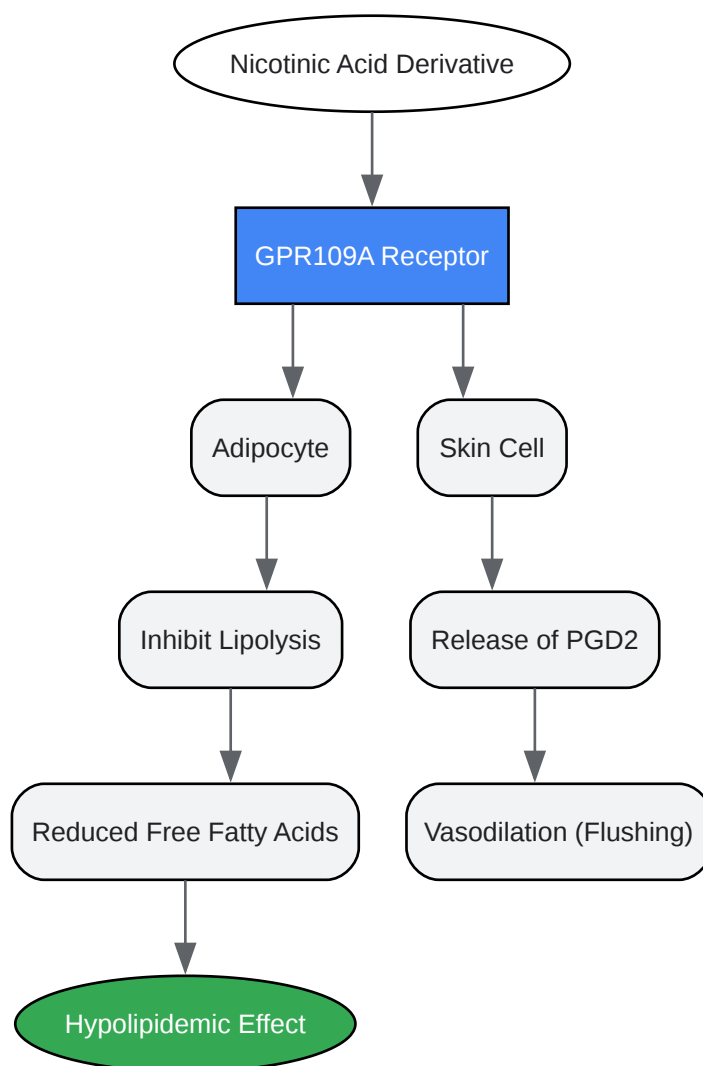 Nicotinic Acid Derivative
GPR109A Receptor
Adipocyte
Skin Cell
Inhibit Lipolysis
Release of PGD2
Reduced Free Fatty Acids
Vasodilation (Flushing)
Hypolipidemic Effect